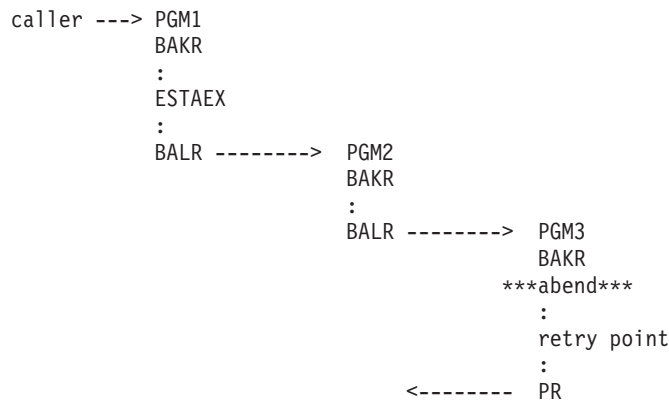 caller ---> PGM1
BAKR
:
ESTAEX
:
BALR --------> PGM2
BAKR
:
BALR --------> PGM3
BAKR
***abend***
:
retry point
:
<-------- PR